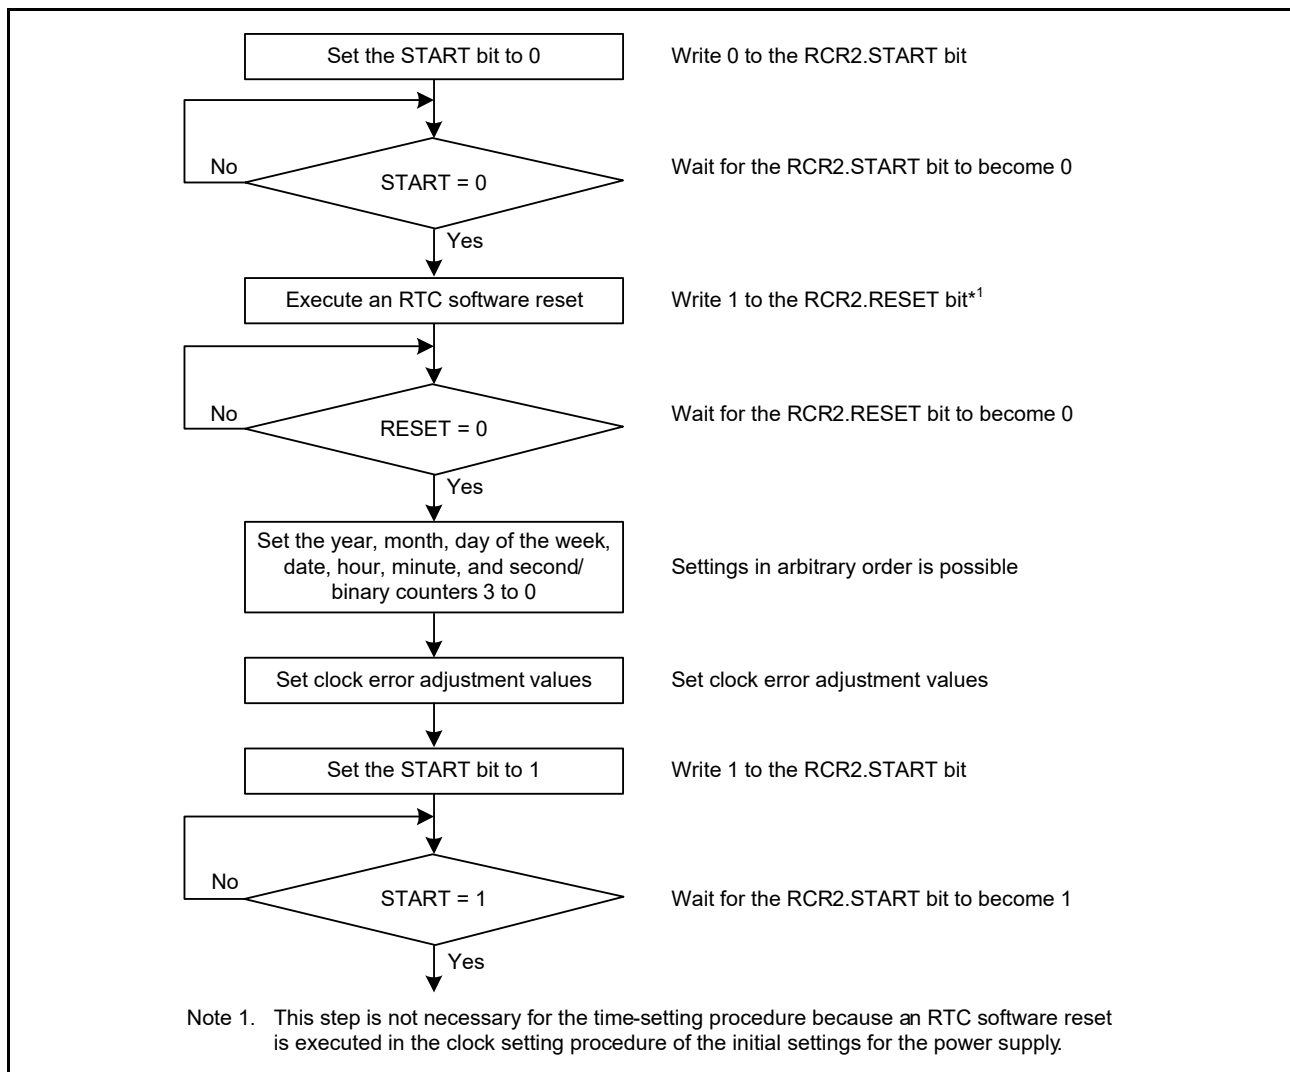 Set the START bit to 0
Write 0 to the RCR2.START bit
No
START = 0
Wait for the RCR2.START bit to become 0
Yes
Execute an RTC software reset
Write 1 to the RCR2.RESET bit*1
No
RESET = 0
Wait for the RCR2.RESET bit to become 0
Yes
Set the year, month, day of the week,
date, hour, minute, and second/
binary counters 3 to 0
Settings in arbitrary order is possible
Set clock error adjustment values
Set clock error adjustment values
Set the START bit to 1
Write 1 to the RCR2.START bit
No
START = 1
Wait for the RCR2.START bit to become 1
Yes
Note 1. This step is not necessary for the time-setting procedure because an RTC software reset
is executed in the clock setting procedure of the initial settings for the power supply.